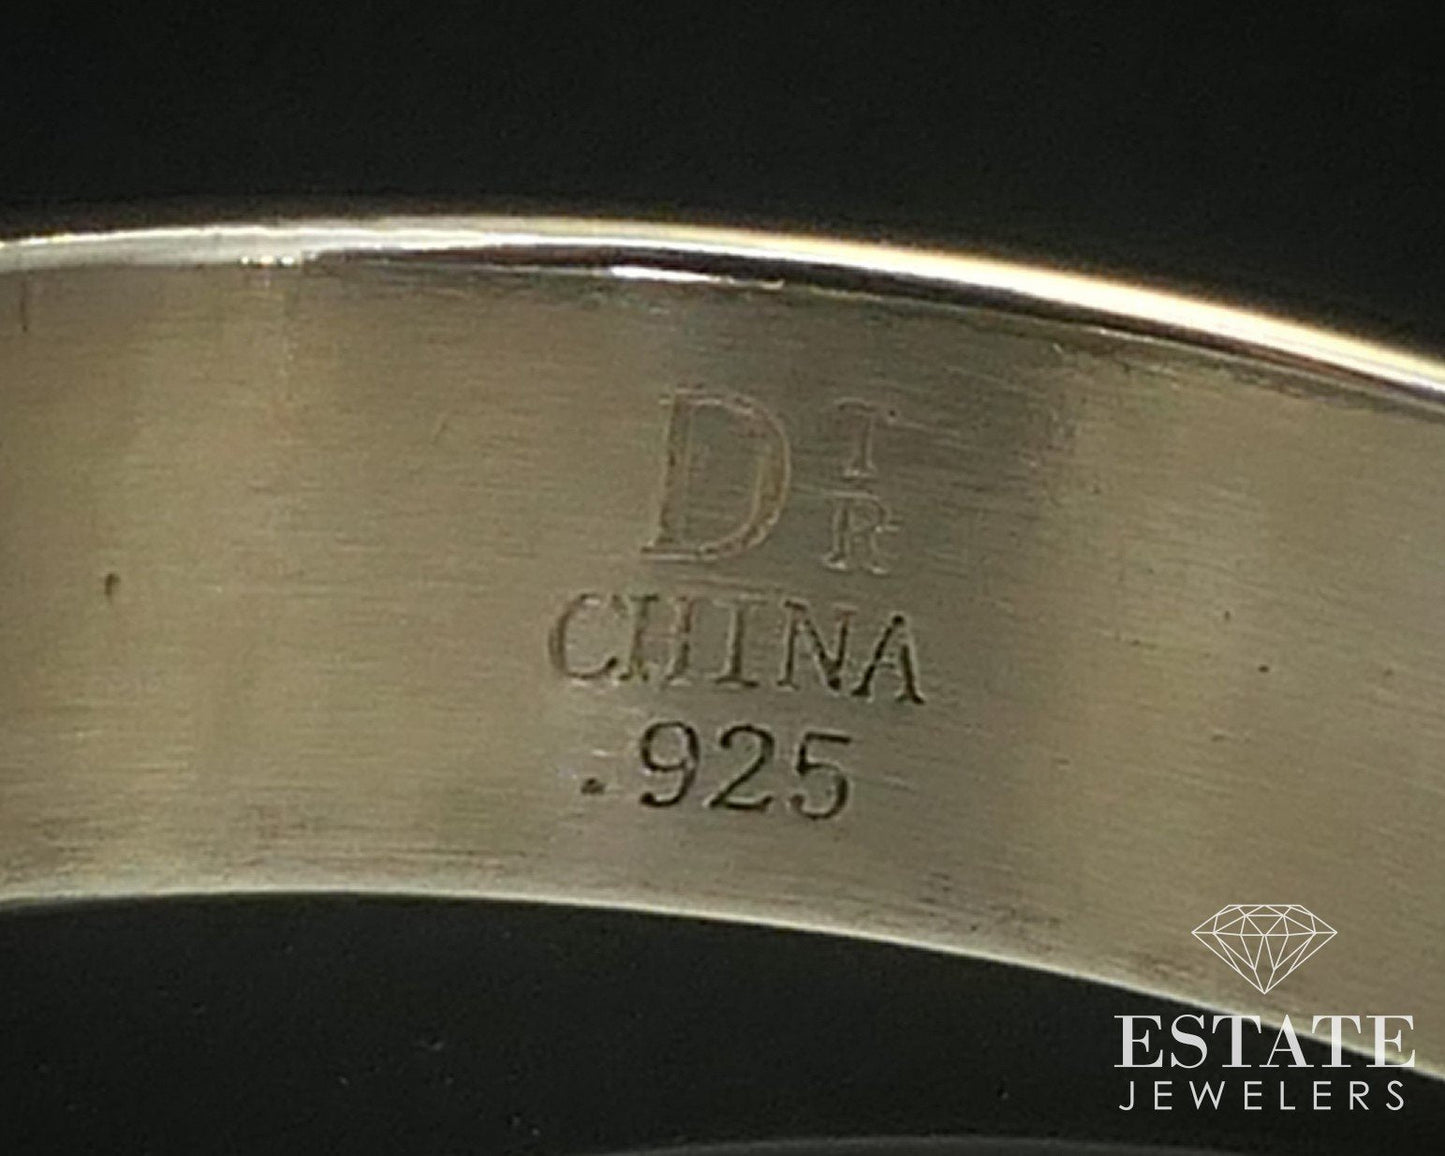 DTR
CHINA
.925
ESTATE
JEWELERS